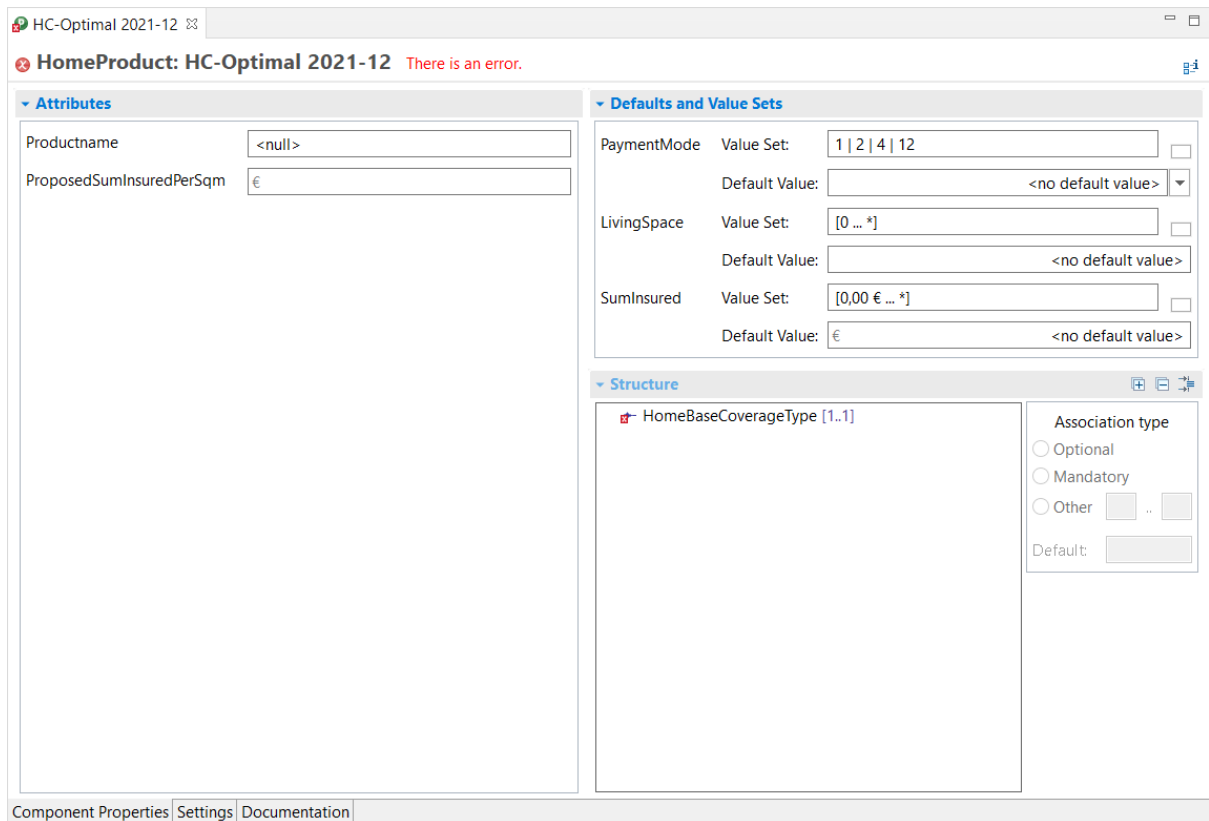 HC-Optimal 2021-12
HomeProduct: HC-Optimal 2021-12 There is an error.
Attributes
Productname <null>
ProposedSumInsuredPerSqm €
Defaults and Value Sets
PaymentMode Value Set: 1 | 2 | 4 | 12
Default Value: <no default value>
LivingSpace Value Set: [0 ... *]
Default Value: <no default value>
SumInsured Value Set: [0,00 € ... *]
Default Value: € <no default value>
Structure
HomeBaseCoverageType [1..1]
Association type
Optional
Mandatory
Other ..
Default:
Component Properties Settings Documentation